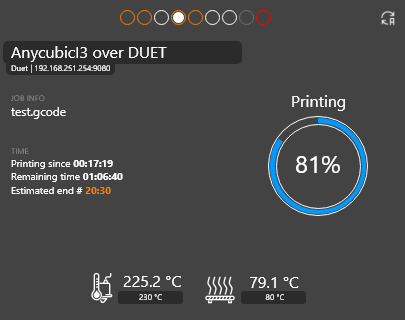 AnycubicI3 over DUET
Duet | 192.168.251.254:9080
JOB INFO
test.gcode
Printing
TIME
Printing since 00:17:19
Remaining time 01:06:40
Estimated end # 20:30
81%
225.2 °C
230 °C
79.1 °C
80 °C